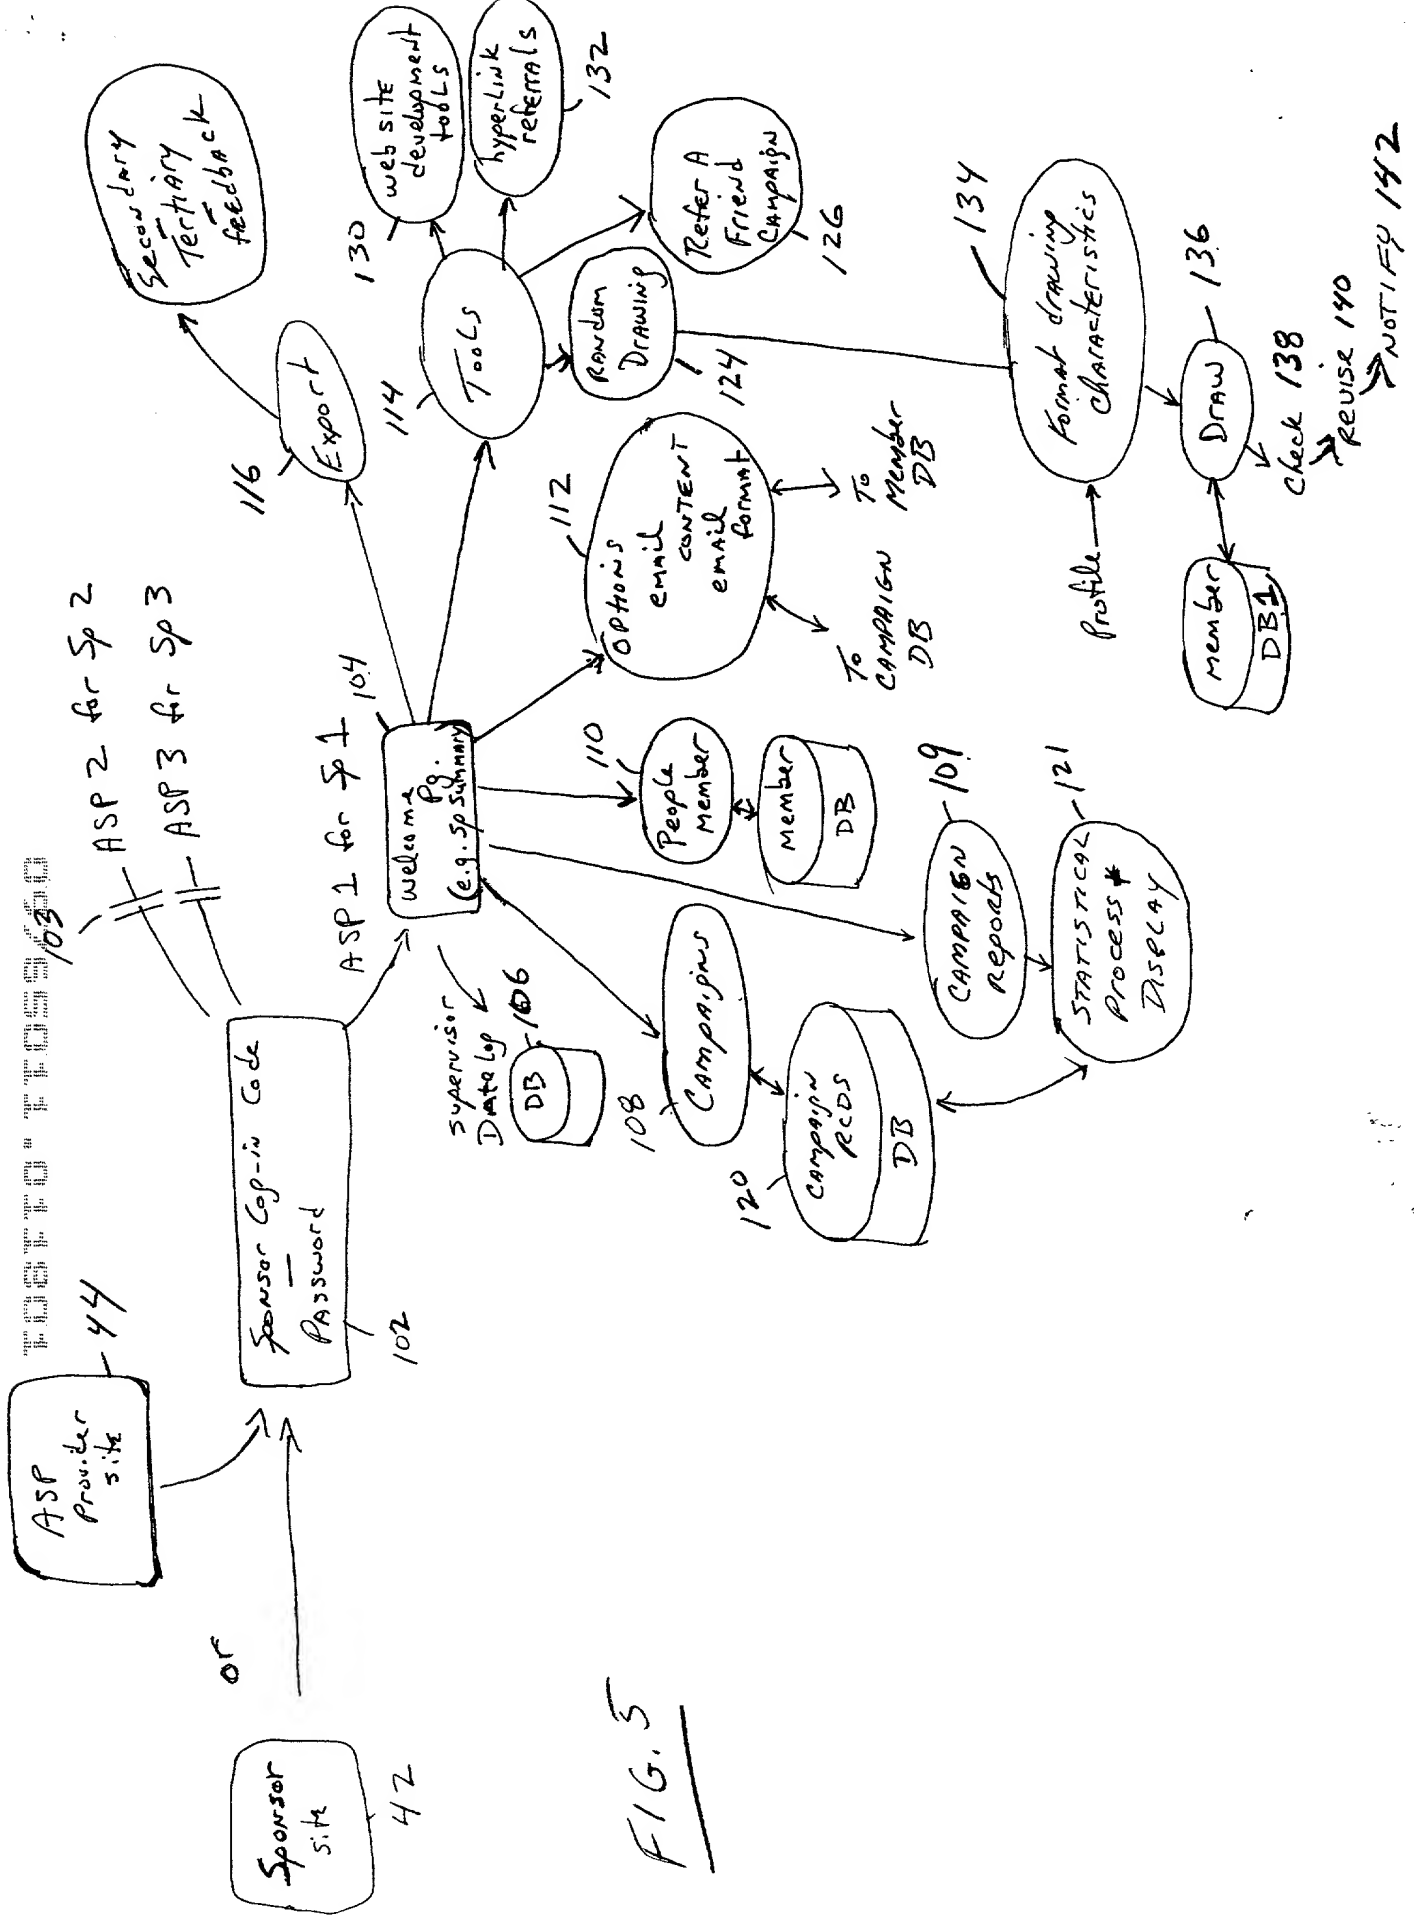 ASP
Provider
site
44
or
Sponsor
site
42
Sponsor Log-in Code
Password
102
103
ASP 2 for Sp 2
ASP 3 for Sp 3
ASP 1 for Sp 1
104
Welcome
Pg.
(e.g. Sp Summary)
Supervisor
Data Log
DB
106
Export
116
Secondary
Tertiary
feedback
Tools
114
web site
development
tools
130
hyperlink
referrals
132
Refer A
Friend
Campaign
126
Random
Drawing
124
Options
email
content
email
format
112
To
Campaign
DB
To
Member
DB
People
Member
110
Member
DB
Campaigns
108
Campaign
RCDS
DB
120
Campaign
Reports
109
STATISTICAL
Process
Display
121
Profile
Format drawing
characteristics
134
Draw
136
Member
DB1
Check 138
Revise 140
NOTIFY 142
FIG. 5